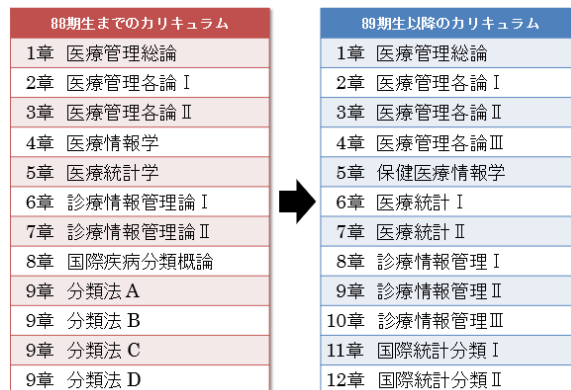 88期生までのカリキュラム
1章 医療管理総論
2章 医療管理各論Ⅰ
3章 医療管理各論Ⅱ
4章 医療情報学
5章 医療統計学
6章 診療情報管理論Ⅰ
7章 診療情報管理論Ⅱ
8章 国際疾病分類概論
9章 分類法A
9章 分類法B
9章 分類法C
9章 分類法D
89期生以降のカリキュラム
1章 医療管理総論
2章 医療管理各論Ⅰ
3章 医療管理各論Ⅱ
4章 医療管理各論Ⅲ
5章 保健医療情報学
6章 医療統計Ⅰ
7章 医療統計Ⅱ
8章 診療情報管理Ⅰ
9章 診療情報管理Ⅱ
10章 診療情報管理Ⅲ
11章 国際統計分類Ⅰ
12章 国際統計分類Ⅱ